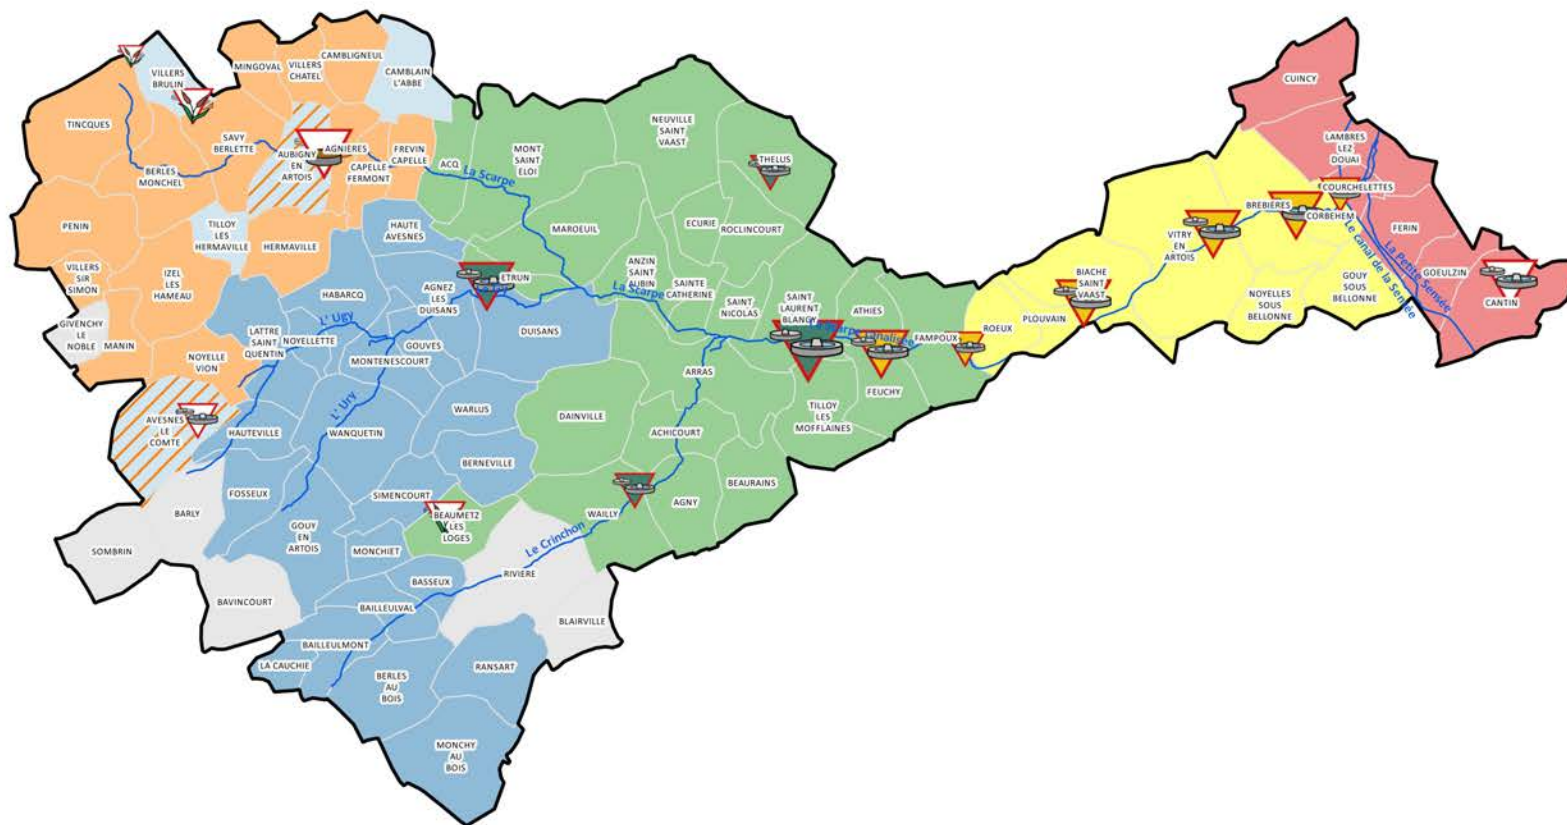 CUINCY
CAMBLIGNEUL
MINGOVAL
VILLERS
CHATEL
VILLERS
BRULIN
CAMBLAIN
L'ABBE
TINCQUES
SAVY
BERLETTE
NEUVILLE
SAINT
VAAST
LAMBRES
LEZ
DOUAI
AUBIGNY
EN
ARTOIS
AGNIERES
FREVIN
CAPELLE
ACQ
MONT
SAINT
ELOI
THELUS
BERLES
MONCHEL
CAPELLE
FERMONT
La Scarpe
COURCHELETTES
BREBIERES
CORBEHEM
PENIN
TILLOY
LES
HERMAVILLE
HERMAVILLE
HAUTE
AVESNES
MAROEUIL
ECURIE
ROCLINCOURT
VITRY
EN
ARTOIS
FERIN
Le canal de la Sensée
La Petite Sensée
VILLERS
SIR
SIMON
IZEL
LES
HAMEAU
HABARCQ
AGNEZ
LES
DUISANS
ETRUN
ANZIN
SAINT
AUBIN
SAINTE
CATHERINE
La Scarpe
SAINT
NICOLAS
SAINT
LAURENT
BLANGY
ATHIES
BIACHE
SAINT
VAAST
PLOUVAIN
NOYELLES
SOUS
BELLONNE
GOUY
SOUS
BELLONNE
GOEULZIN
CANTIN
GIVENCHY
LE
NOBLE
MANIN
L' Ugy
LATTRE
SAINT
QUENTIN
NOYELLETTE
GOUVES
MONTENESCOURT
DUISANS
La Scarpe canalisée
FAMPOUX
ROEUX
NOYELLE
VION
ARRAS
FEUCHY
TILLOY
LES
MOFFLAINES
AVESNES
LE
COMTE
HAUTEVILLE
L' Ury
WANQUETIN
WARLUS
DAINVILLE
ACHICOURT
BERNEVILLE
FOSSEUX
SIMENCOURT
BEAURAINS
AGNY
WAILLY
BARLY
BEAUMETZ
LES
LOGES
GOUY
EN
ARTOIS
Le Crinchon
SOMBRIN
MONCHIET
RIVIERE
BASSEUX
BAVINCOURT
BAILLEULVAL
BLAIRVILLE
BAILLEULMONT
LA CAUCHIE
RANSART
BERLES
AU
BOIS
MONCHY
AU
BOIS